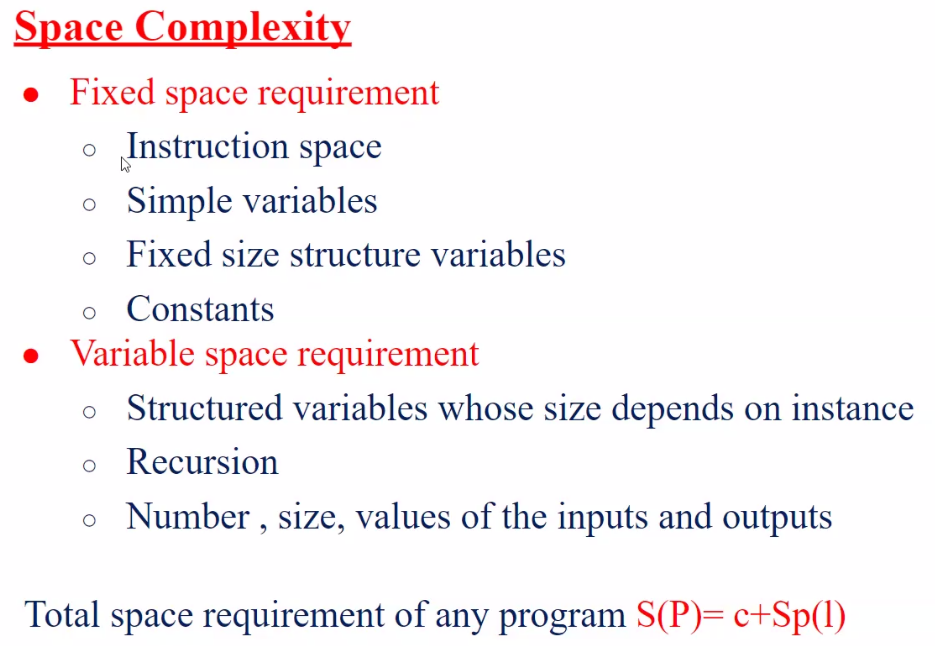 Space Complexity
● Fixed space requirement
○ Instruction space
○ Simple variables
○ Fixed size structure variables
○ Constants
● Variable space requirement
○ Structured variables whose size depends on instance
○ Recursion
○ Number , size, values of the inputs and outputs
Total space requirement of any program S(P)= c+Sp(l)